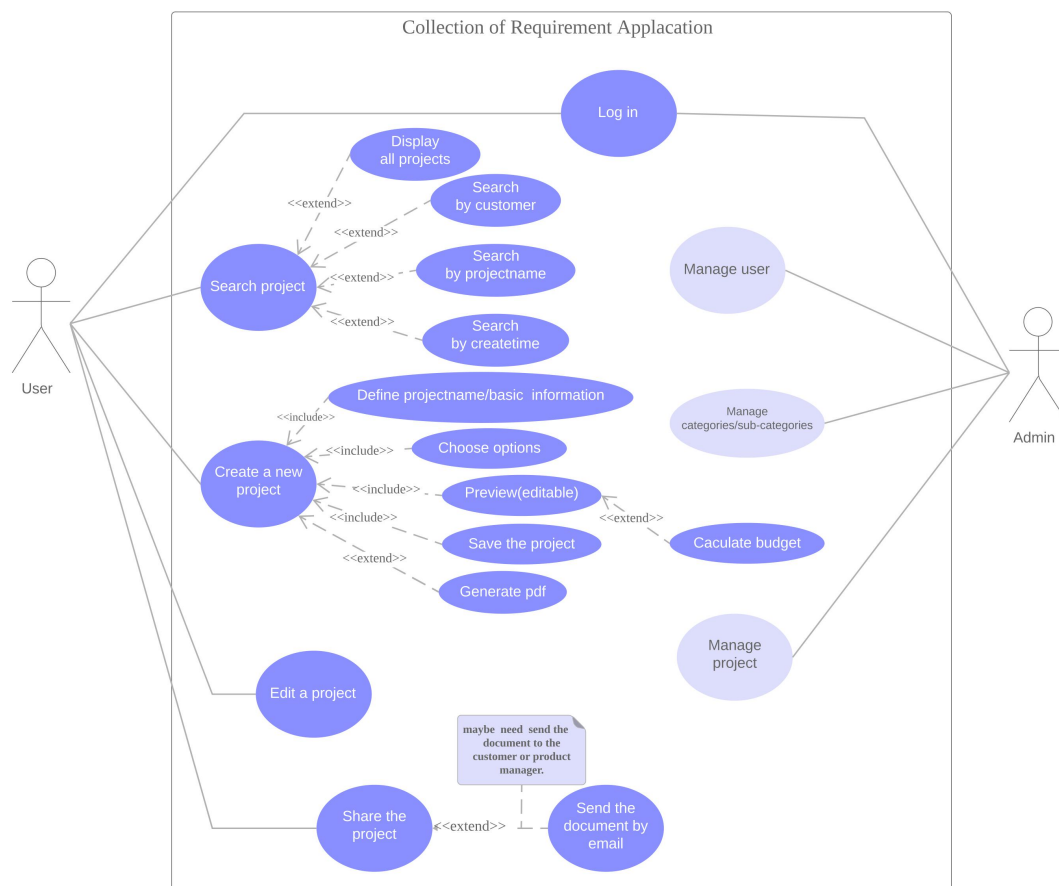 Collection of Requirement Applacation
Log in
Display
all projects
<<extend>>
Search
by customer
<<extend>>
Search project
Search
by projectname
<<extend>>
Search
by createtime
<<extend>>
Manage user
User
Admin
Define projectname/basic information
<<include>>
Manage
categories/sub-categories
Choose options
<<include>>
Create a new
project
Preview(editable)
<<include>>
<<extend>>
Save the project
<<include>>
Caculate budget
Generate pdf
<<extend>>
Manage
project
Edit a project
maybe need send the
document to the
customer or product
manager.
Share the
project
<<extend>>
Send the
document by
email